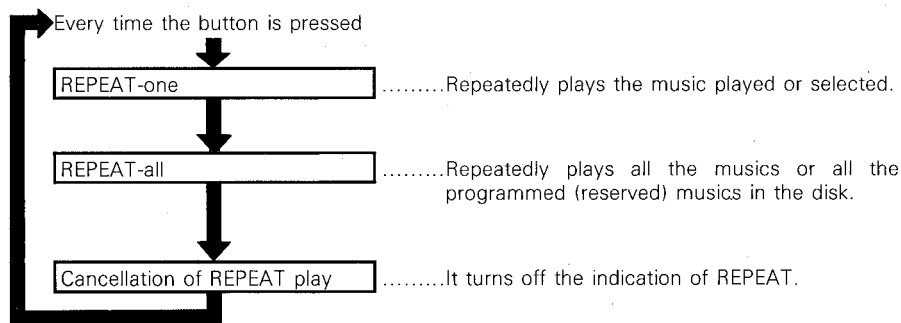 Every time the button is pressed
REPEAT-one .........Repeatedly plays the music played or selected.
REPEAT-all .........Repeatedly plays all the musics or all the
programmed (reserved) musics in the disk.
Cancellation of REPEAT play .........It turns off the indication of REPEAT.